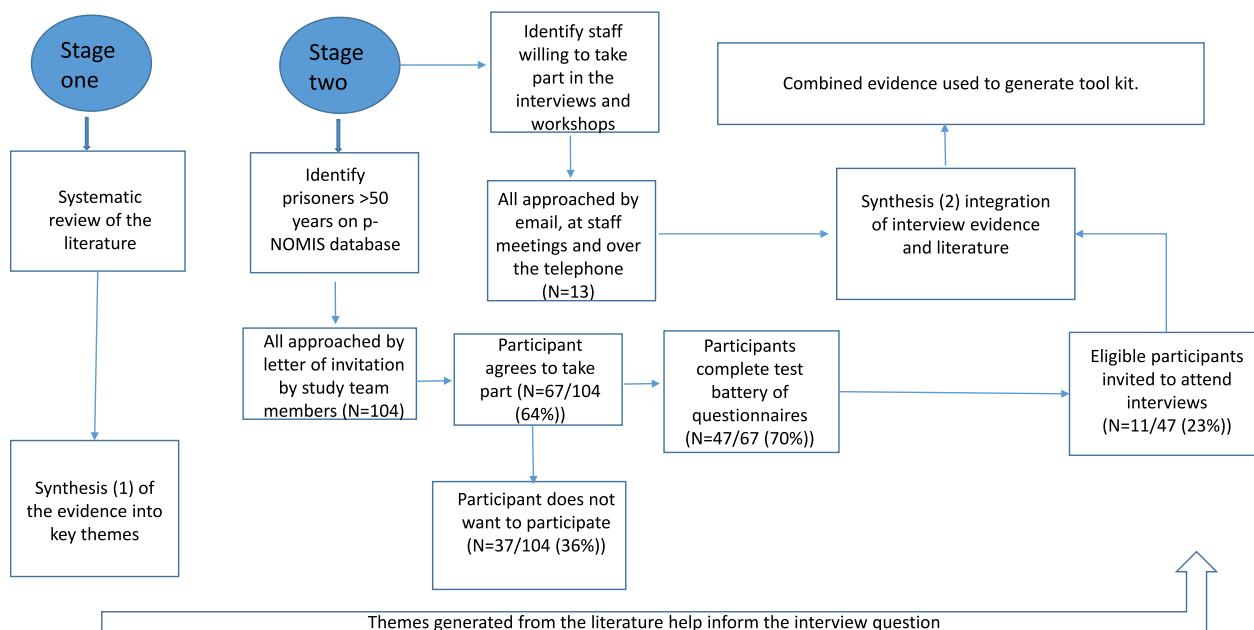 Stage
one
Systematic
review of the
literature
Synthesis (1) of
the evidence into
key themes
Stage
two
Identify staff
willing to take
part in the
interviews and
workshops
All approached by
email, at staff
meetings and over
the telephone
(N=13)
Identify
prisoners >50
years on p-
NOMIS database
All approached by
letter of invitation
by study team
members (N=104)
Participant
agrees to take
part (N=67/104
(64%))
Participant does not
want to participate
(N=37/104 (36%))
Participants
complete test
battery of
questionnaires
(N=47/67 (70%))
Eligible participants
invited to attend
interviews
(N=11/47 (23%))
Synthesis (2) integration
of interview evidence
and literature
Combined evidence used to generate tool kit.
Themes generated from the literature help inform the interview question